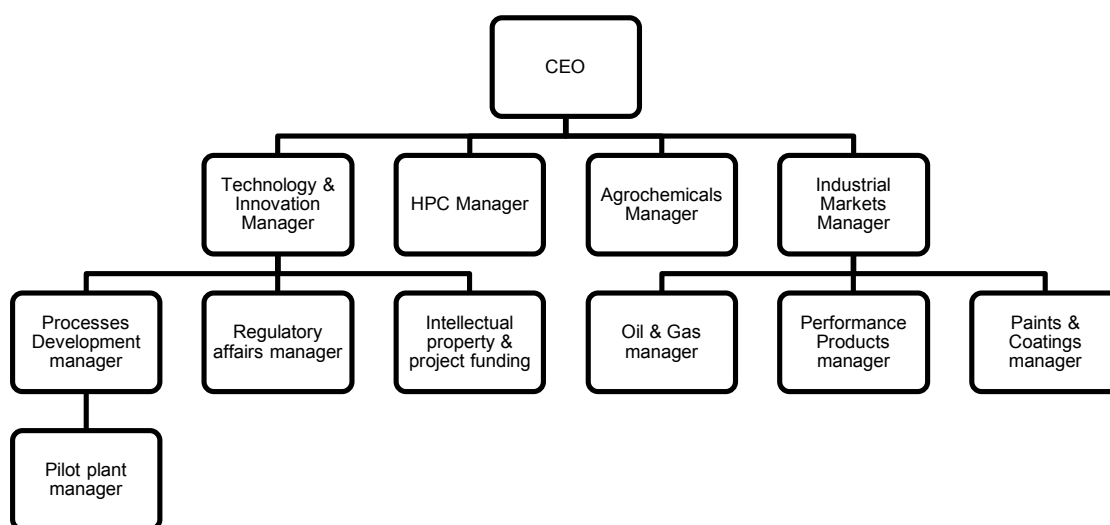 CEO
Technology &
Innovation
Manager
HPC Manager
Agrochemicals
Manager
Industrial
Markets
Manager
Processes
Development
manager
Regulatory
affairs manager
Intellectual
property &
project funding
Oil & Gas
manager
Performance
Products
manager
Paints &
Coatings
manager
Pilot plant
manager